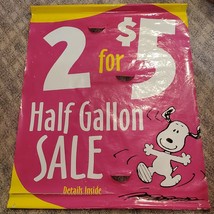 2 for $5
Half Gallon
SALE
Details Inside